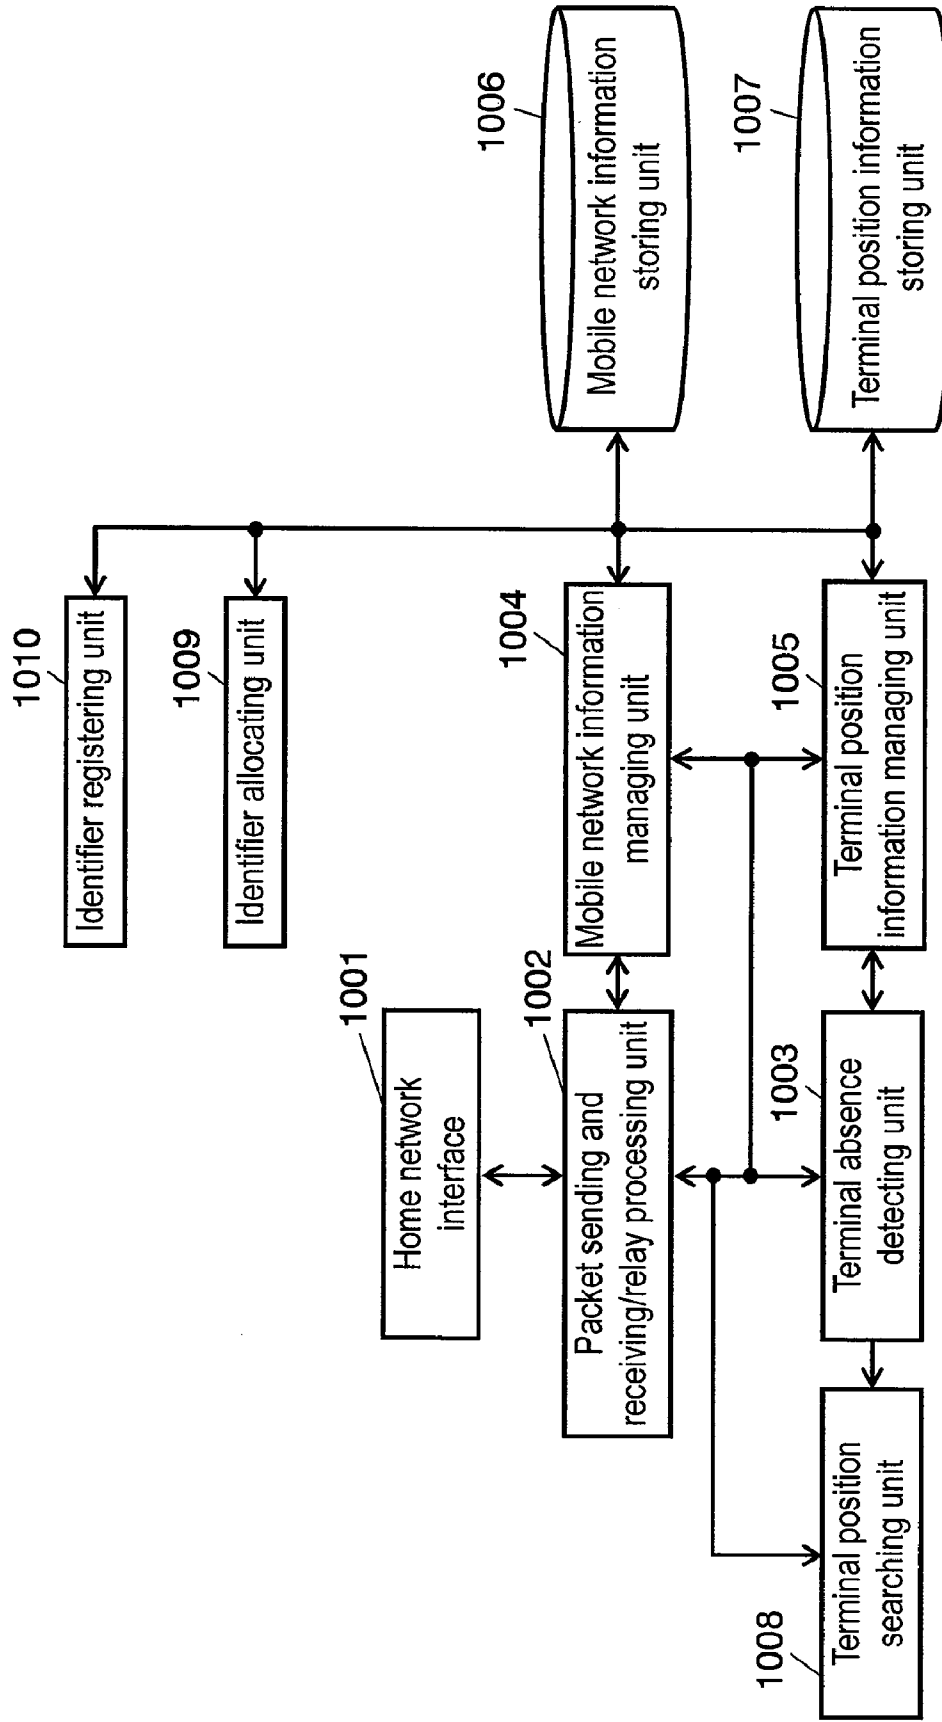 1010
Identifier registering unit
1009
Identifier allocating unit
1001
Home network
interface
1002
Packet sending and
receiving/relay processing unit
1004
Mobile network information
managing unit
1006
Mobile network information
storing unit
1008
Terminal position
searching unit
1003
Terminal absence
detecting unit
1005
Terminal position
information managing unit
1007
Terminal position information
storing unit